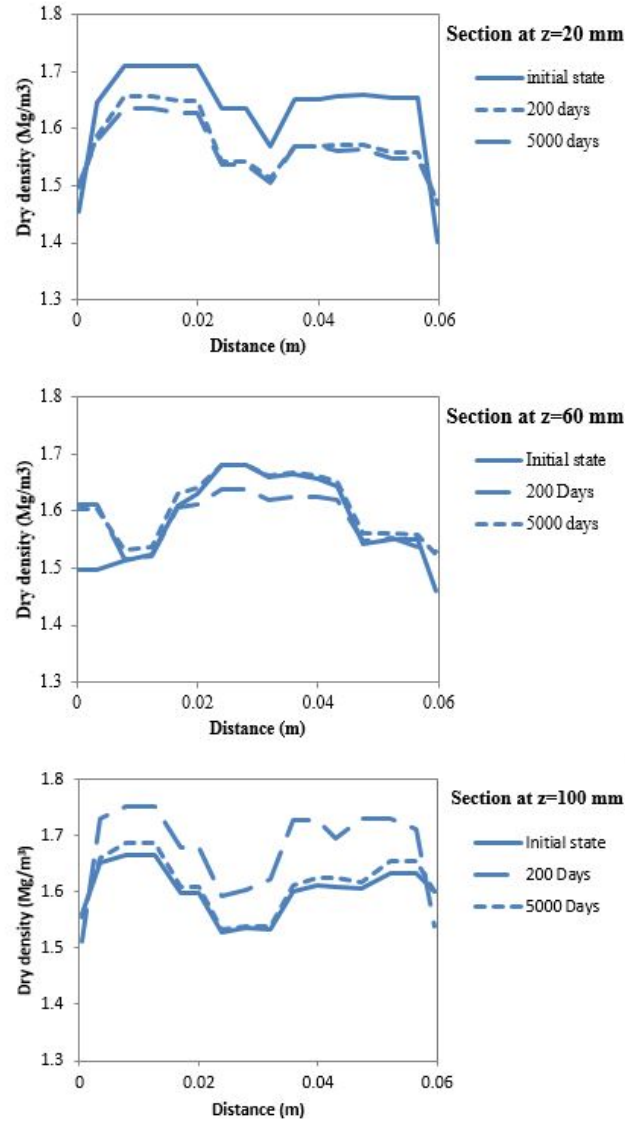 1.8
1.7
1.6
1.5
1.4
1.3
Dry density (Mg/m3)
0 0.02 0.04 0.06
Distance (m)
Section at z=20 mm
initial state
200 days
5000 days
1.8
1.7
1.6
1.5
1.4
1.3
Dry density (Mg/m3)
0 0.02 0.04 0.06
Distance (m)
Section at z=60 mm
Initial state
200 Days
5000 days
1.8
1.7
1.6
1.5
1.4
1.3
Dry density (Mg/m³)
0 0.02 0.04 0.06
Distance (m)
Section at z=100 mm
Initial state
200 Days
5000 Days